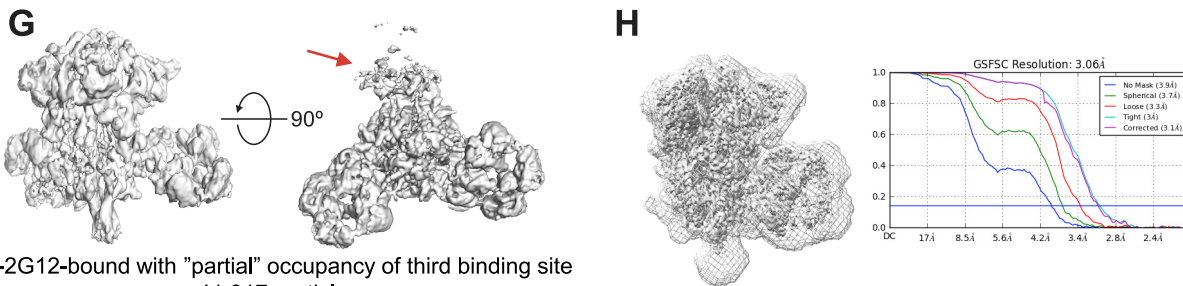 G
90º
-2G12-bound with ”partial” occupancy of third binding site
H
GSFSC Resolution: 3.06Å
No Mask (3.9Å)
Spherical (3.7Å)
Loose (3.3Å)
Tight (3Å)
Corrected (3.1Å)
1.0
0.8
0.6
0.4
0.2
0.0
DC 17Å 8.5Å 5.6Å 4.2Å 3.4Å 2.8Å 2.4Å